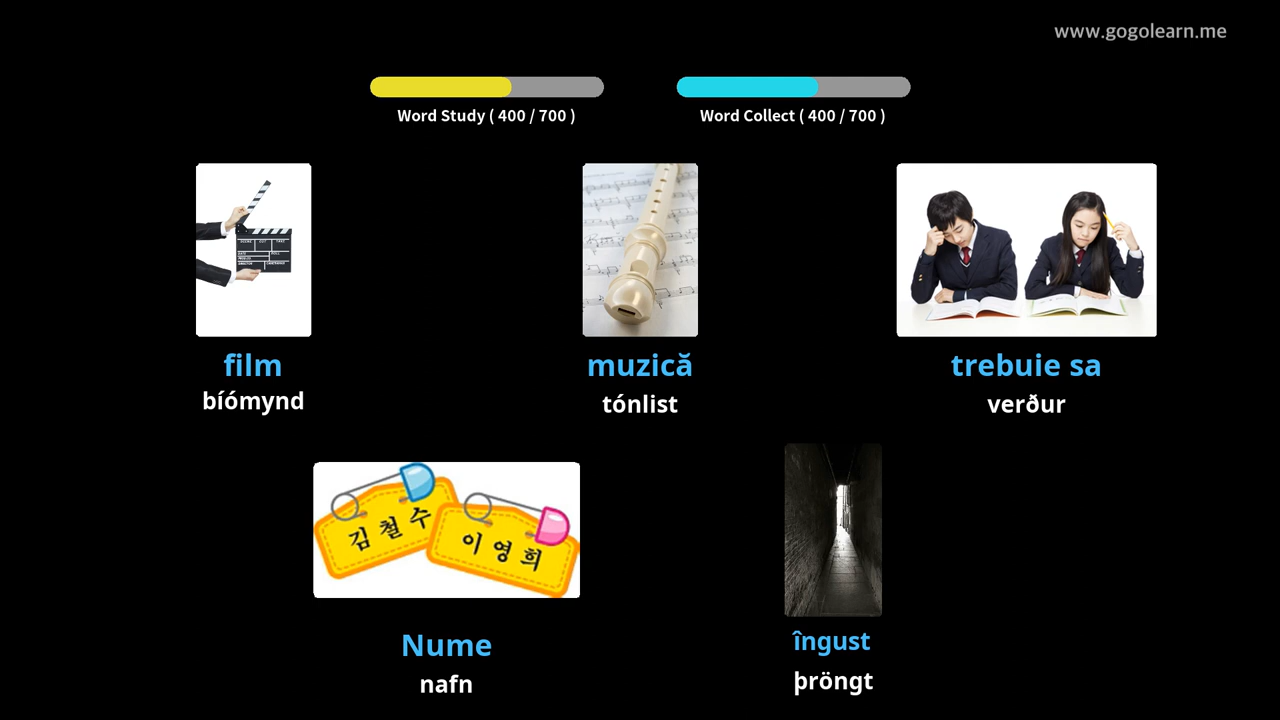 www.gogolearn.me
Word Study ( 400 / 700 )
Word Collect ( 400 / 700 )
film
bíómynd
muzică
tónlist
trebuie sa
verður
김철수
이영희
Nume
nafn
îngust
þröngt